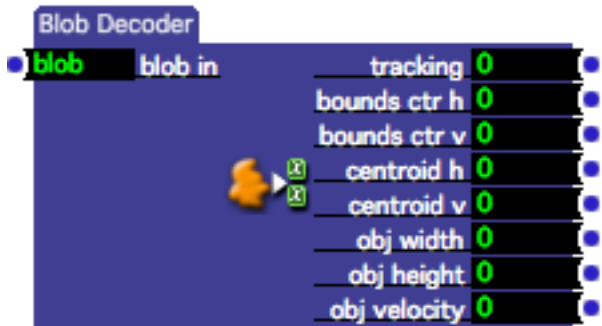 Blob Decoder
blob blob in tracking 0
bounds ctr h 0
bounds ctr v 0
x centroid h 0
x centroid v 0
obj width 0
obj height 0
obj velocity 0